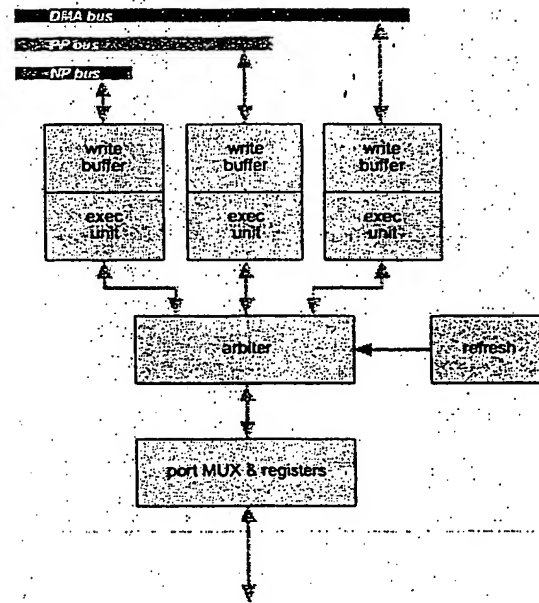 DMA bus
PP bus
NP bus
write
buffer
write
buffer
write
buffer
exec
unit
exec
unit
exec
unit
arbiter
refresh
port MUX & registers